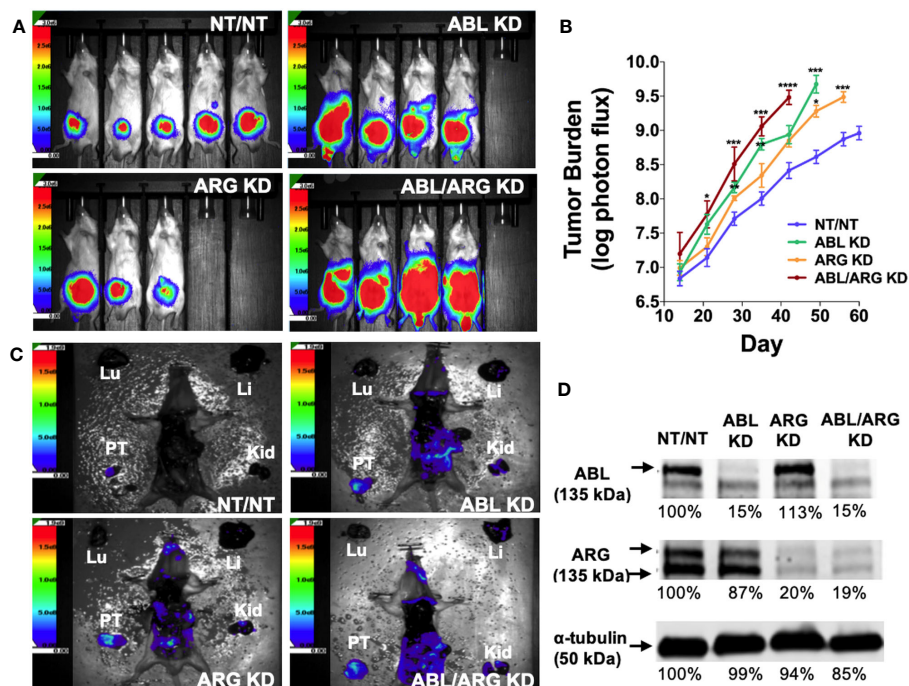 A
NT/NT
ABL KD
ARG KD
ABL/ARG KD
B
Tumor Burden
(log photon flux)
10.0
9.5
9.0
8.5
8.0
7.5
7.0
6.5
10 20 30 40 50 60
Day
* ** *** *** ** **** *** * ***
NT/NT
ABL KD
ARG KD
ABL/ARG KD
C
Lu
Li
PT
Kid
NT/NT
Li
PT
Kid
ABL KD
Lu
Li
PT
Kid
ARG KD
Lu
Li
PT
Kid
ABL/ARG KD
D
NT/NT
ABL
KD
ARG
KD
ABL/ARG
KD
ABL
(135 kDa)
100% 15% 113% 15%
ARG
(135 kDa)
100% 87% 20% 19%
α-tubulin
(50 kDa)
100% 99% 94% 85%